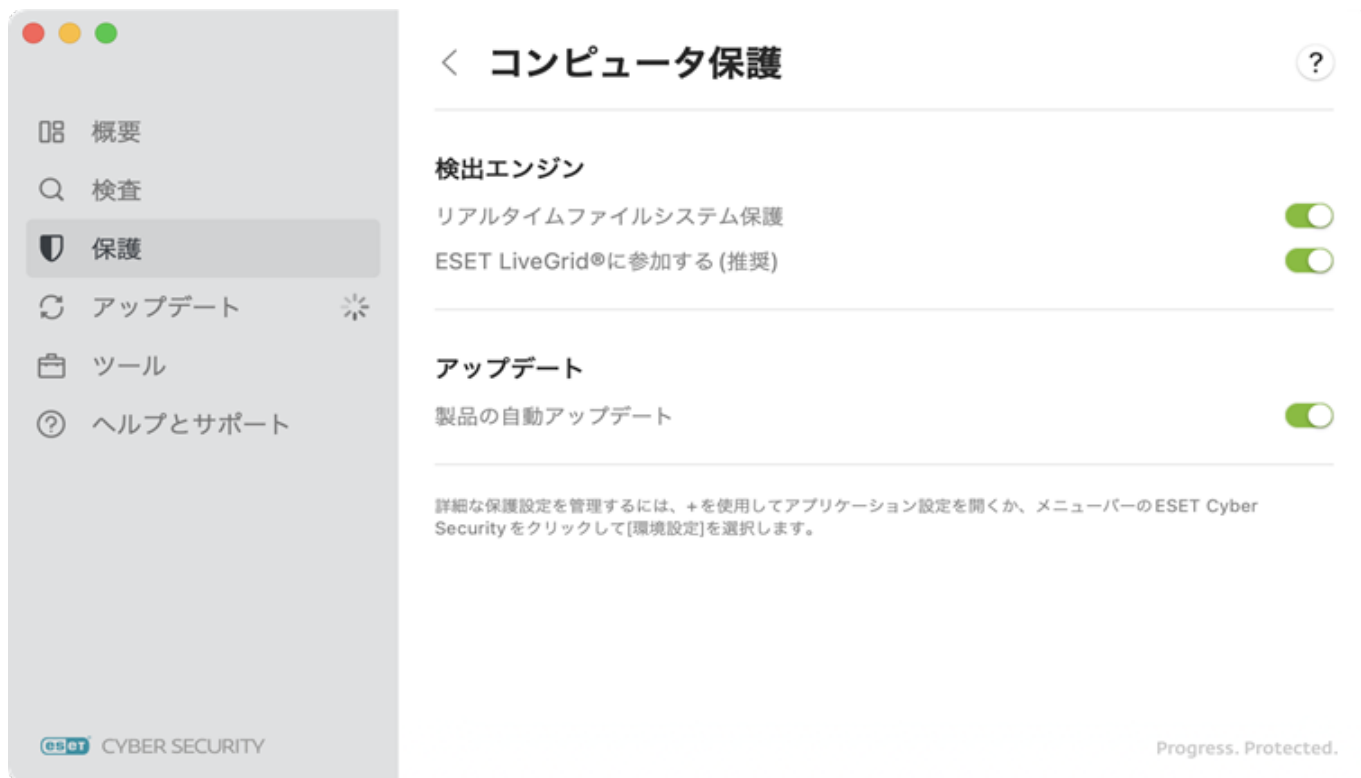 概要
検査
保護
アップデート
ツール
ヘルプとサポート
eset CYBER SECURITY
コンピュータ保護
?
検出エンジン
リアルタイムファイルシステム保護
ESET LiveGrid®に参加する (推奨)
アップデート
製品の自動アップデート
詳細な保護設定を管理するには、+を使用してアプリケーション設定を開くか、メニューバーのESET Cyber
Securityをクリックして[環境設定]を選択します。
Progress. Protected.